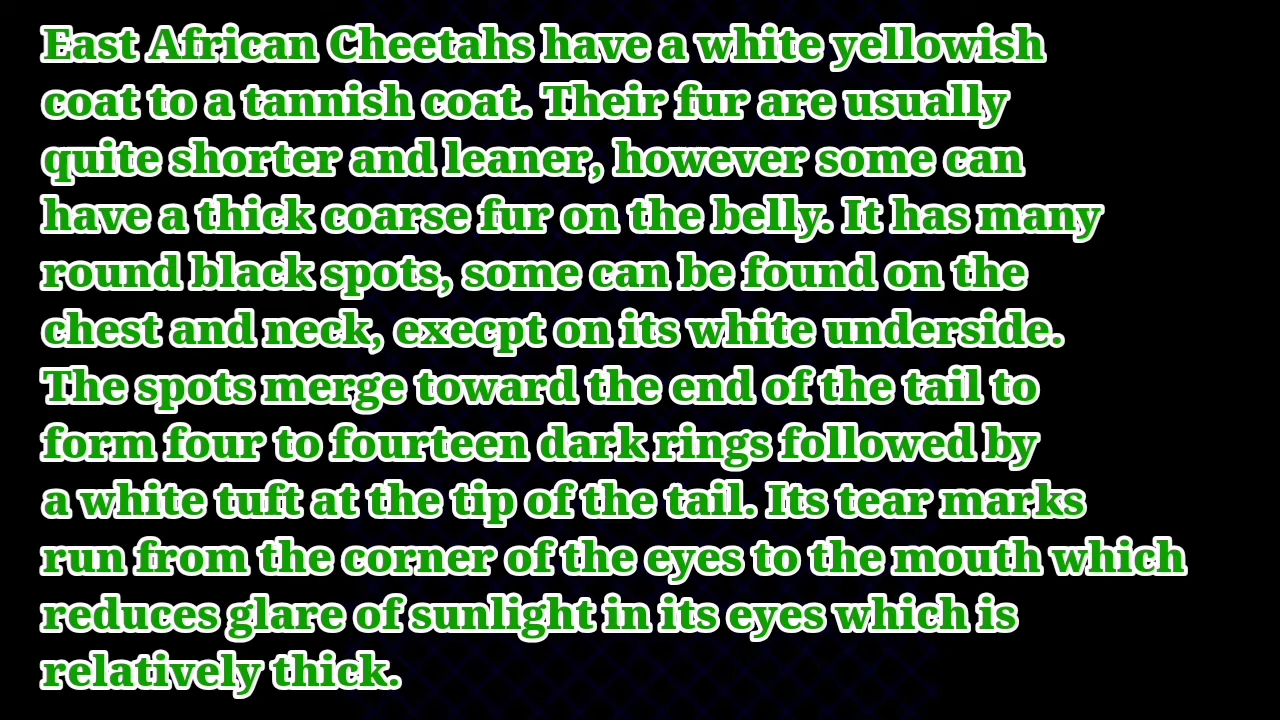 East African Cheetahs have a white yellowish
coat to a tannish coat. Their fur are usually
quite shorter and leaner, however some can
have a thick coarse fur on the belly. It has many
round black spots, some can be found on the
chest and neck, execpt on its white underside.
The spots merge toward the end of the tail to
form four to fourteen dark rings followed by
a white tuft at the tip of the tail. Its tear marks
run from the corner of the eyes to the mouth which
reduces glare of sunlight in its eyes which is
relatively thick.